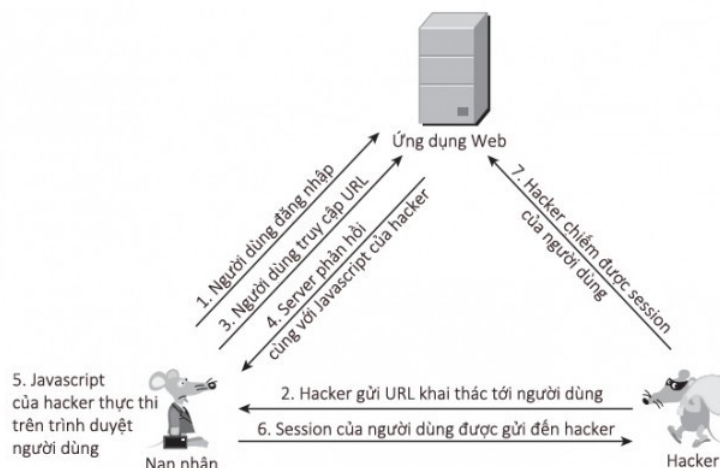 Ứng dụng Web
1. Người dùng đăng nhập
3. Người dùng truy cập URL
4. Server phản hồi
cùng với Javascript của hacker
7. Hacker chiếm được session
của người dùng
5. Javascript
của hacker thực thi
trên trình duyệt
người dùng
2. Hacker gửi URL khai thác tới người dùng
6. Session của người dùng được gửi đến hacker
Nạn nhân
Hacker